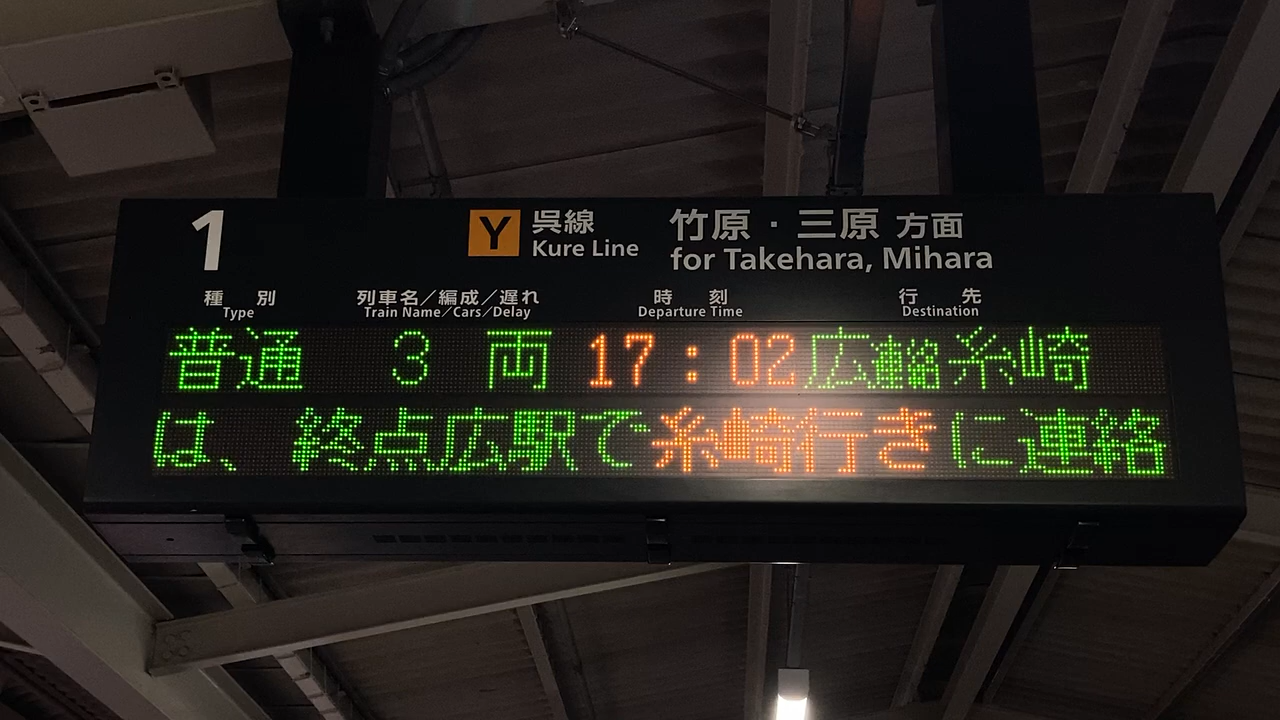 1
Y 呉線 竹原・三原 方面
Kure Line for Takehara, Mihara
種別 列車名／編成／遅れ 時刻 行先
Type Train Name／Cars／Delay Departure Time Destination
普通 3両 17:02 広連絡糸崎
は、終点広駅で糸崎行きに連絡